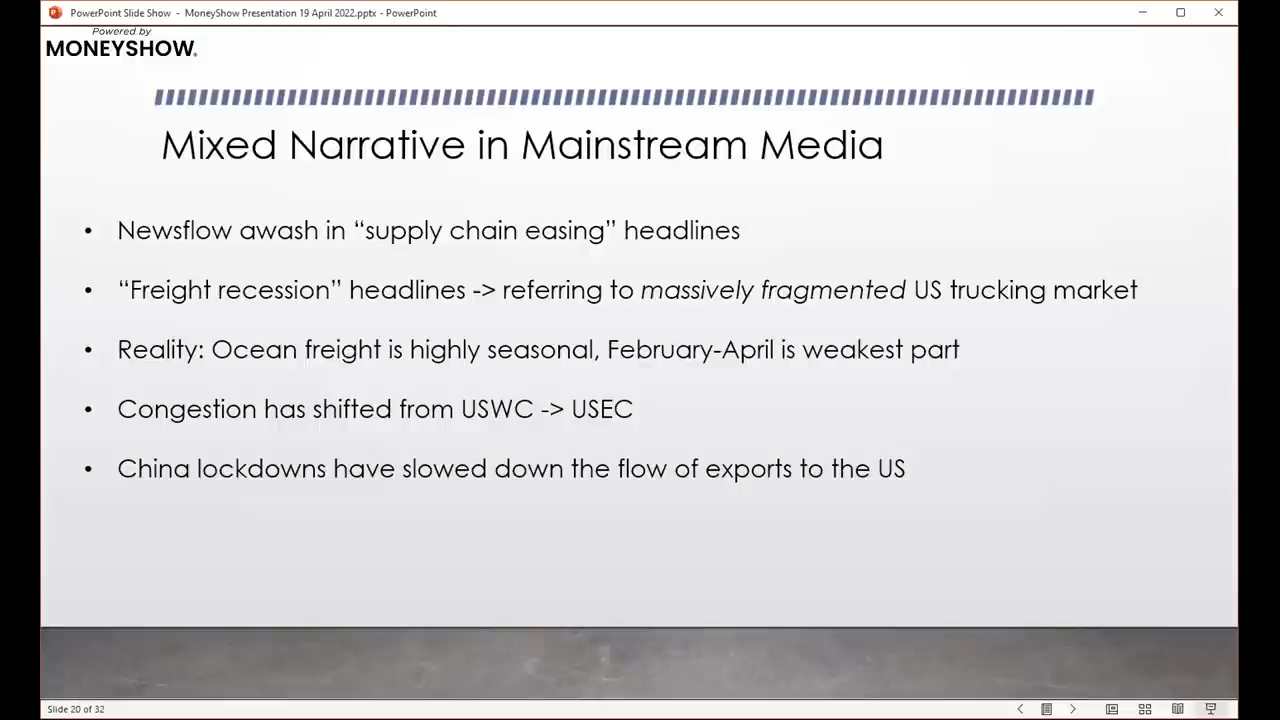 PowerPoint Slide Show - MoneyShow Presentation 19 April 2022.pptx - PowerPoint
Powered by
MONEYSHOW®
Mixed Narrative in Mainstream Media
• Newsflow awash in “supply chain easing” headlines
• “Freight recession” headlines -> referring to massively fragmented US trucking market
• Reality: Ocean freight is highly seasonal, February-April is weakest part
• Congestion has shifted from USWC -> USEC
• China lockdowns have slowed down the flow of exports to the US
Slide 20 of 32